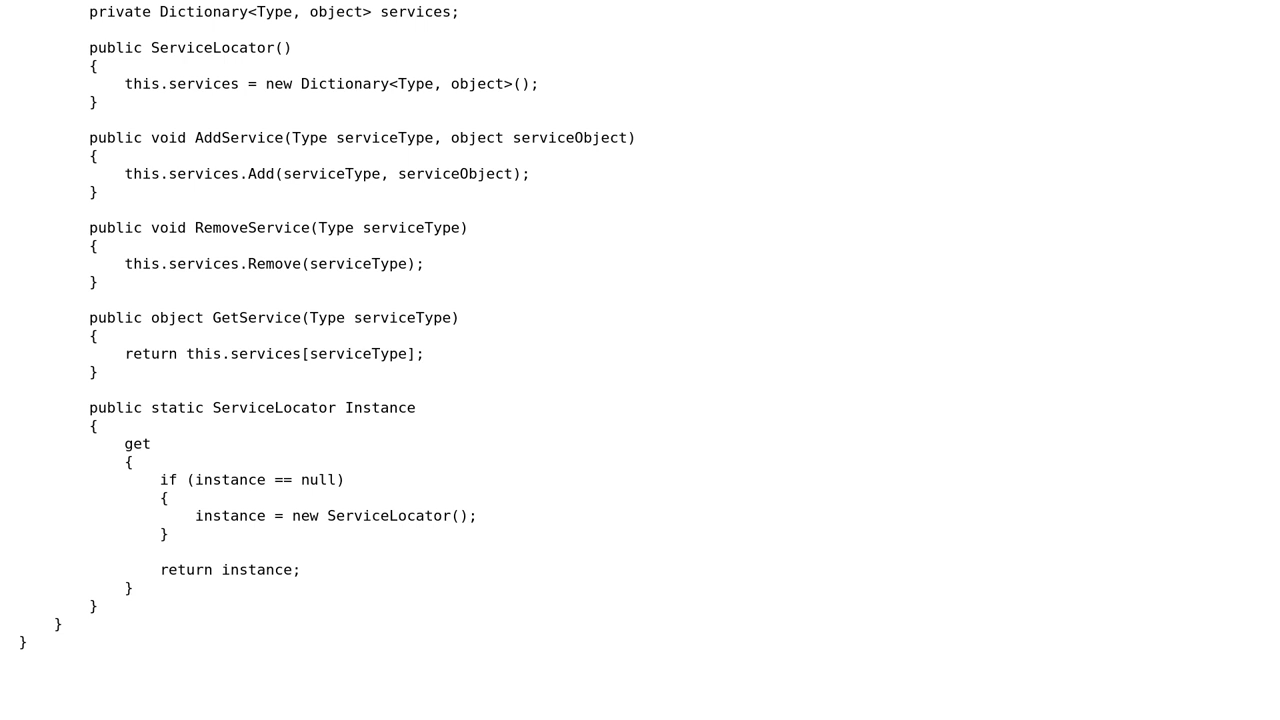 private Dictionary<Type, object> services;
public ServiceLocator()
{
this.services = new Dictionary<Type, object>();
}
public void AddService(Type serviceType, object serviceObject)
{
this.services.Add(serviceType, serviceObject);
}
public void RemoveService(Type serviceType)
{
this.services.Remove(serviceType);
}
public object GetService(Type serviceType)
{
return this.services[serviceType];
}
public static ServiceLocator Instance
{
get
{
if (instance == null)
{
instance = new ServiceLocator();
}
return instance;
}
}
}
}